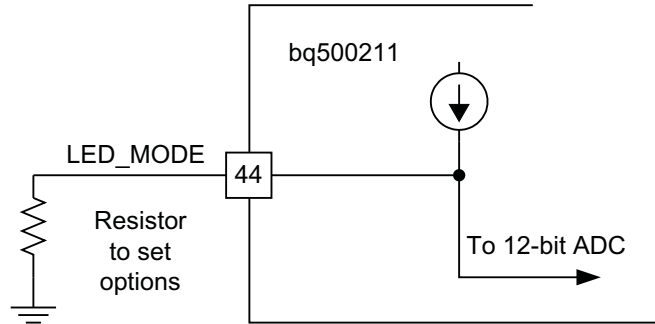 bq500211
LED_MODE
44
Resistor
to set
options
To 12-bit ADC